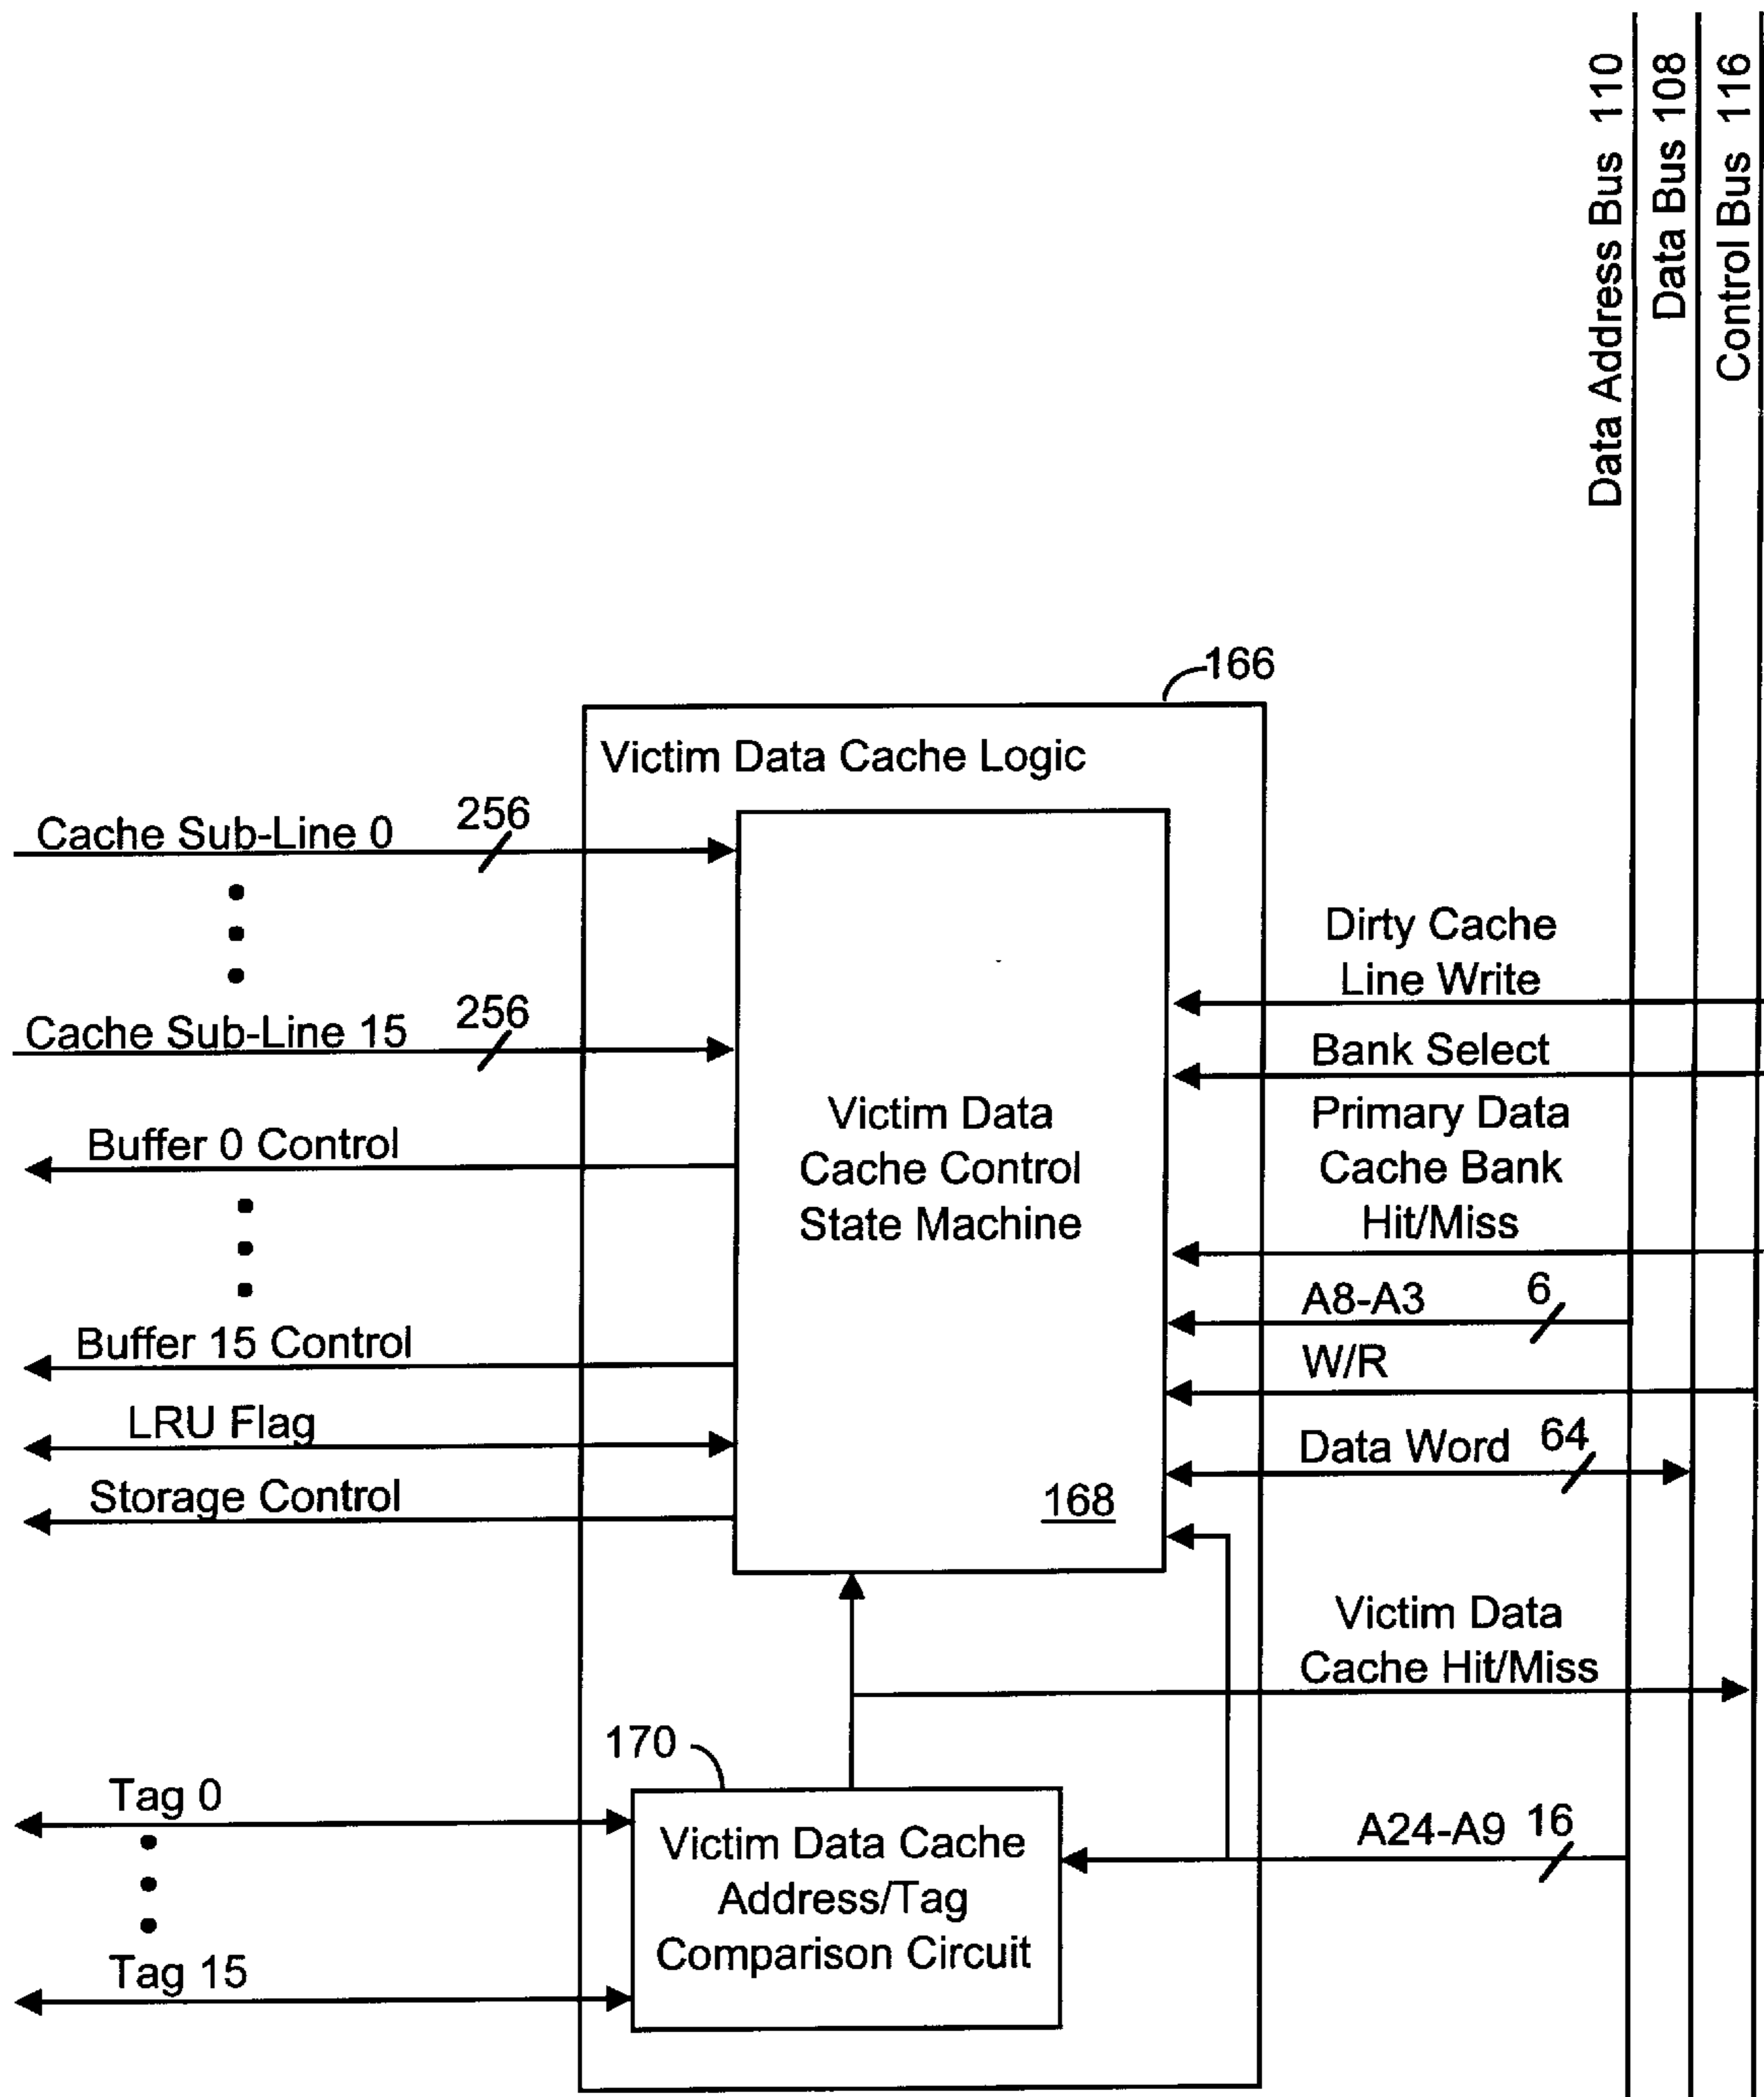 Data Address Bus 110
Data Bus 108
Control Bus 116
166
Victim Data Cache Logic
Cache Sub-Line 0
256
Cache Sub-Line 15
256
Buffer 0 Control
Buffer 15 Control
LRU Flag
Storage Control
Victim Data
Cache Control
State Machine
168
Dirty Cache
Line Write
Bank Select
Primary Data
Cache Bank
Hit/Miss
A8-A3
6
W/R
Data Word
64
Victim Data
Cache Hit/Miss
170
Tag 0
Tag 15
Victim Data Cache
Address/Tag
Comparison Circuit
A24-A9
16